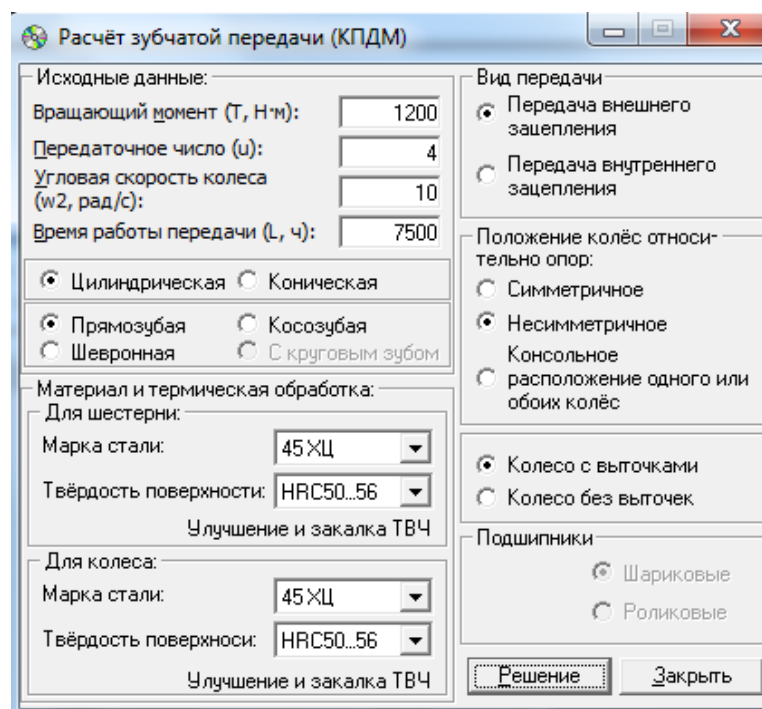 Расчёт зубчатой передачи (КПДМ)
Исходные данные:
Вращающий момент (Т, Н·м):
1200
Передаточное число (u):
4
Угловая скорость колеса
(w2, рад/с):
10
Время работы передачи (L, ч):
7500
Цилиндрическая
Коническая
Прямозубая
Косозубая
Шевронная
С круговым зубом
Материал и термическая обработка:
Для шестерни:
Марка стали:
45ХЦ
Твёрдость поверхности:
HRC50...56
Улучшение и закалка ТВЧ
Для колеса:
Марка стали:
45ХЦ
Твёрдость поверхноси:
HRC50...56
Улучшение и закалка ТВЧ
Вид передачи
Передача внешнего
зацепления
Передача внутреннего
зацепления
Положение колёс относи-
тельно опор:
Симметричное
Несимметричное
Консольное
расположение одного или
обоих колёс
Колесо с выточками
Колесо без выточек
Подшипники
Шариковые
Роликовые
Решение
Закрыть